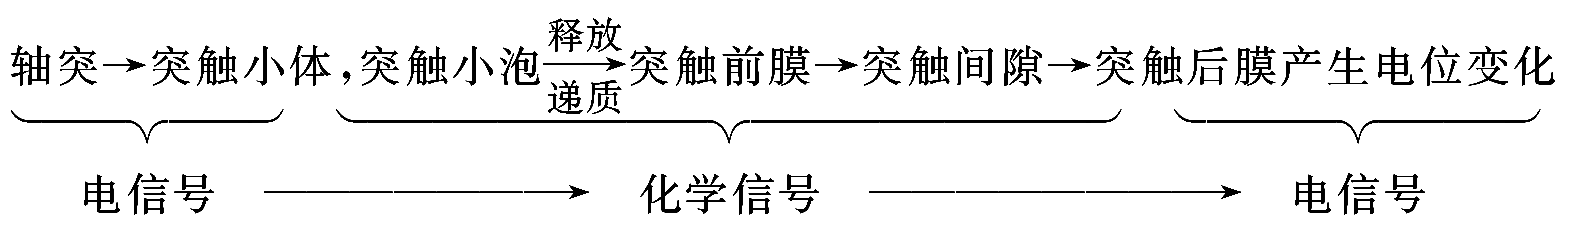 轴突→突触小体,突触小泡 释放递质→ 突触前膜→突触间隙→突触后膜产生电位变化
电信号 → 化学信号 → 电信号